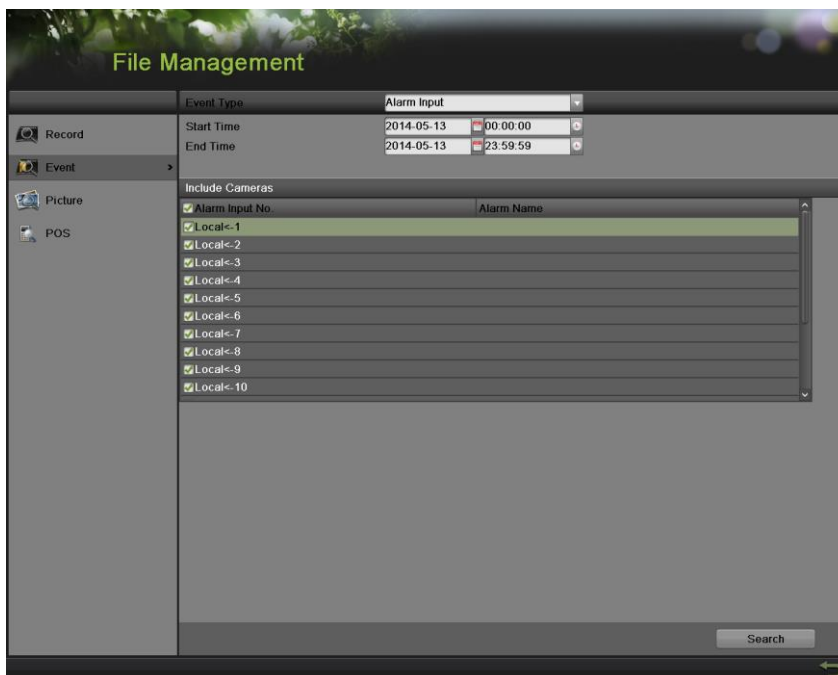 File Management
Event Type Alarm Input
Record
Start Time 2014-05-13 00:00:00
End Time 2014-05-13 23:59:59
Event
Include Cameras
Picture
Alarm Input No. Alarm Name
Local<-1
POS
Local<-2
Local<-3
Local<-4
Local<-5
Local<-6
Local<-7
Local<-8
Local<-9
Local<-10
Search